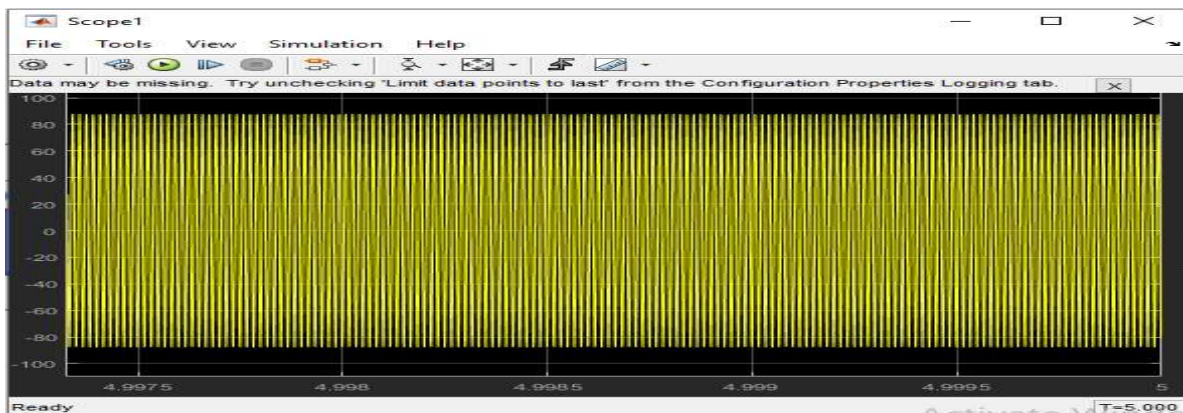 Scope1
File Tools View Simulation Help
Data may be missing. Try unchecking 'Limit data points to last' from the Configuration Properties Logging tab.
100
80
60
40
20
0
-20
-40
-60
-80
-100
4.9975 4.998 4.9985 4.999 4.9995 5
Ready T=5.000